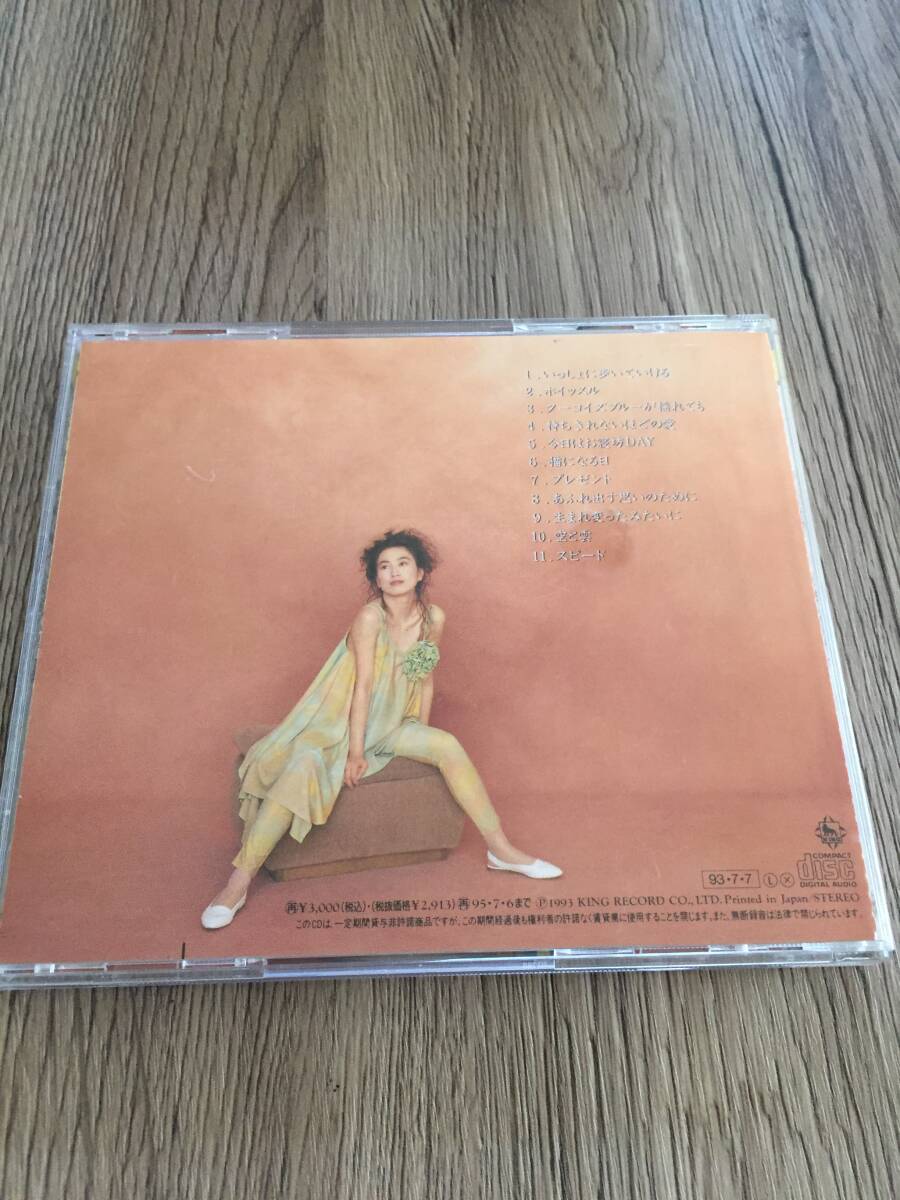 1.いっしょに歩いていける
2.ホイッスル
3.ターコイズブルーが揺れても
4.待ちきれないほどの愛
5.今日はお寝坊DAY
6.猫になる日
7.プレゼント
8.あふれ出す思いのために
9.生まれ変ったみたいに
10.空と雲
11.スピード
COMPACT
disc
DIGITAL AUDIO
93・7・7 Ⓛ ⓧ
㊢¥3,000(税込)・(税抜価格¥2,913)㊢95・7・6まで Ⓟ1993 KING RECORD CO., LTD. Printed in Japan/STEREO
このCDは、一定期間貸与非許諾商品ですが、この期間経過後も権利者の許諾なく賃貸業に使用することを禁じます。また、無断録音は法律で禁じられています。